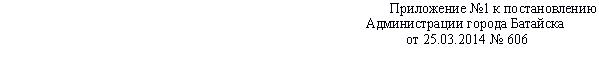 Приложение №1 к постановлению
Администрации города Батайска
от 25.03.2014 № 606